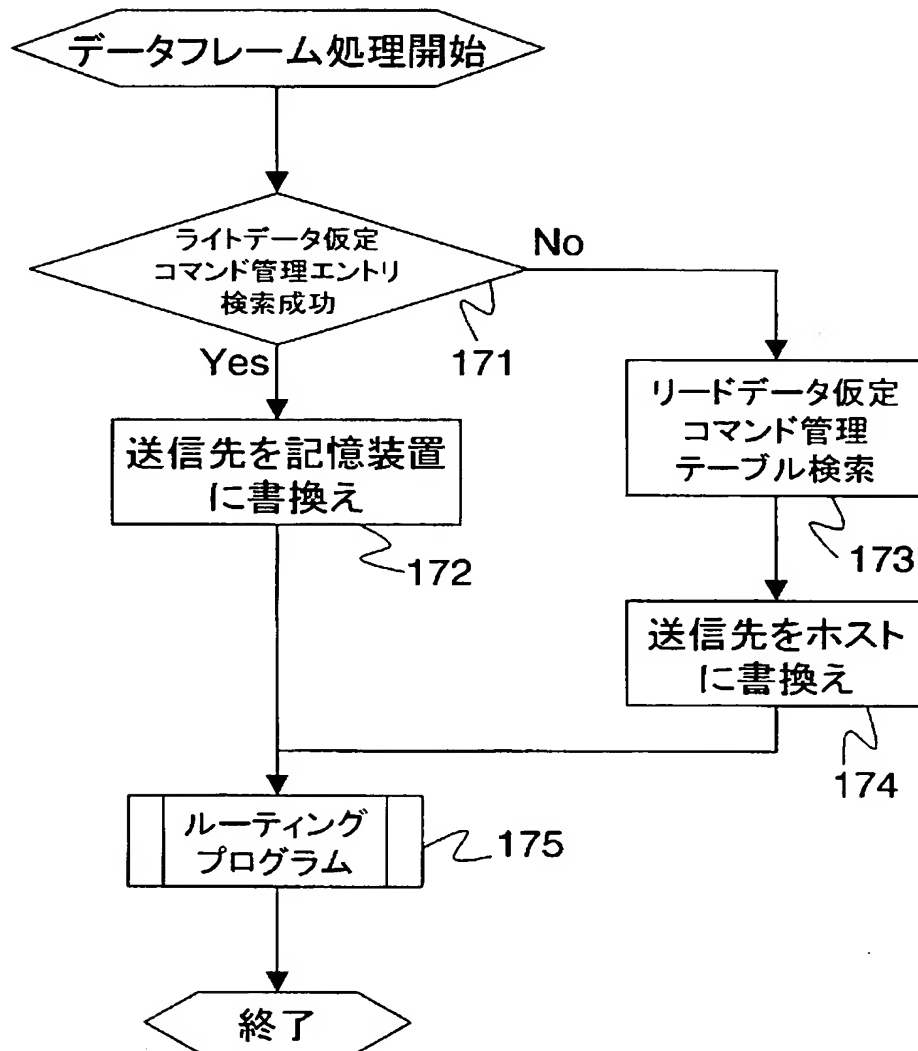 データフレーム処理開始
ライトデータ仮定
コマンド管理エントリ
検索成功
No
171
Yes
送信先を記憶装置
に書換え
172
リードデータ仮定
コマンド管理
テーブル検索
173
送信先をホスト
に書換え
174
ルーティング
プログラム
175
終了